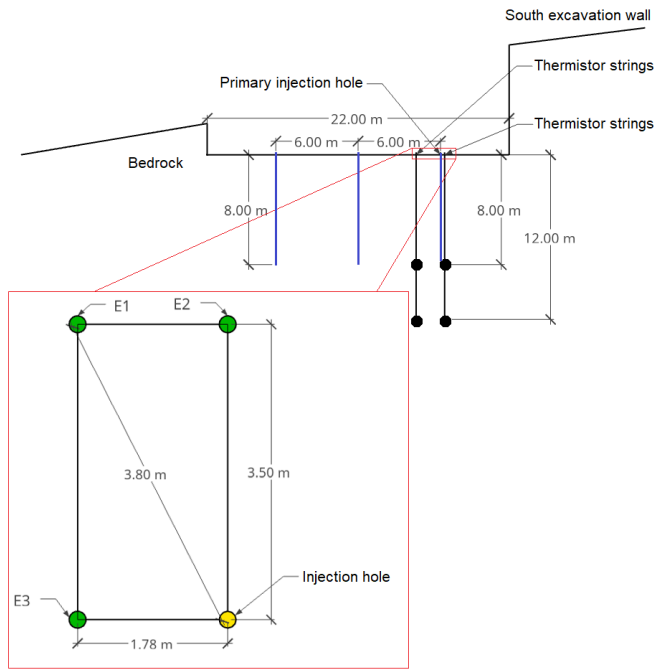 South excavation wall
Thermistor strings
Primary injection hole
22.00 m
Thermistor strings
6.00 m
6.00 m
Bedrock
8.00 m
8.00 m
12.00 m
E1
E2
3.80 m
3.50 m
Injection hole
E3
1.78 m